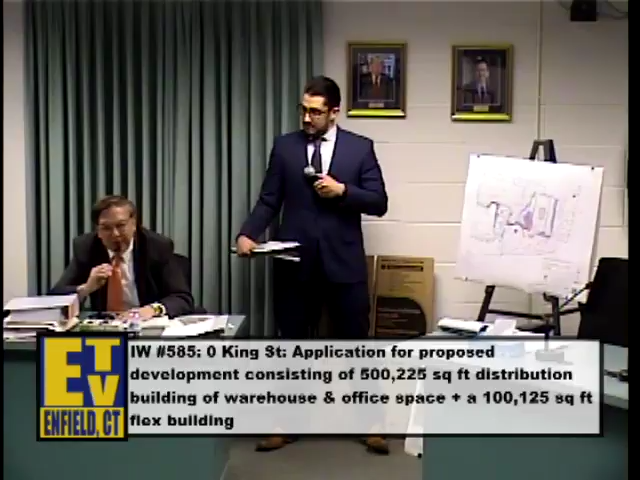 ETV
ENFIELD, CT
IW #585: 0 King St: Application for proposed
development consisting of 500,225 sq ft distribution
building of warehouse & office space + a 100,125 sq ft
flex building